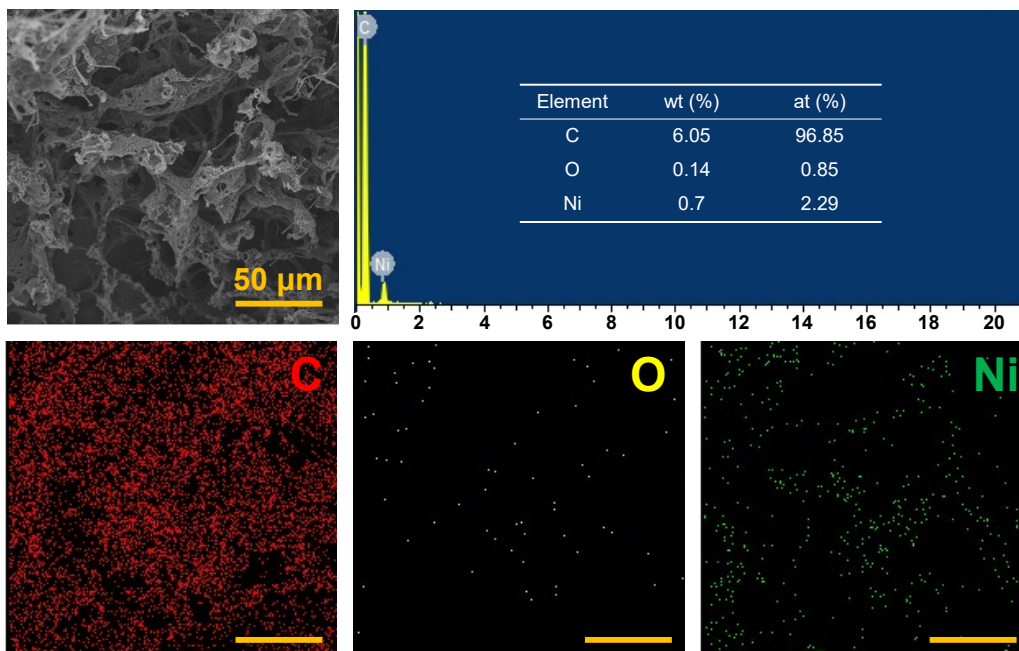 50 μm
C
Ni
Element wt (%) at (%)
C 6.05 96.85
O 0.14 0.85
Ni 0.7 2.29
0 2 4 6 8 10 12 14 16 18 20
C
O
Ni